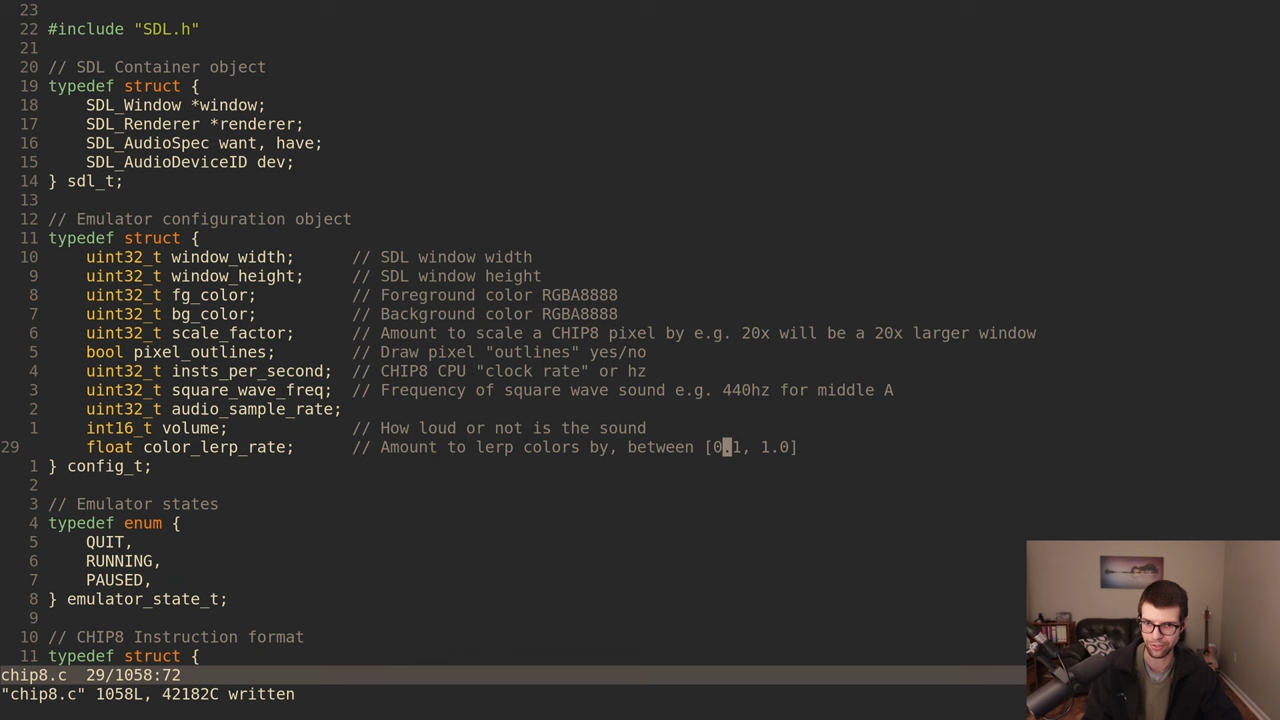 23
22 #include "SDL.h"
21
20 // SDL Container object
19 typedef struct {
18     SDL_Window *window;
17     SDL_Renderer *renderer;
16     SDL_AudioSpec want, have;
15     SDL_AudioDeviceID dev;
14 } sdl_t;
13
12 // Emulator configuration object
11 typedef struct {
10     uint32_t window_width;      // SDL window width
9     uint32_t window_height;     // SDL window height
8     uint32_t fg_color;          // Foreground color RGBA8888
7     uint32_t bg_color;          // Background color RGBA8888
6     uint32_t scale_factor;      // Amount to scale a CHIP8 pixel by e.g. 20x will be a 20x larger window
5     bool pixel_outlines;        // Draw pixel "outlines" yes/no
4     uint32_t insts_per_second;  // CHIP8 CPU "clock rate" or hz
3     uint32_t square_wave_freq;  // Frequency of square wave sound e.g. 440hz for middle A
2     uint32_t audio_sample_rate;
1     int16_t volume;             // How loud or not is the sound
29     float color_lerp_rate;      // Amount to lerp colors by, between [0.1, 1.0]
1 } config_t;
2
3 // Emulator states
4 typedef enum {
5     QUIT,
6     RUNNING,
7     PAUSED,
8 } emulator_state_t;
9
10 // CHIP8 Instruction format
11 typedef struct {
chip8.c  29/1058:72
"chip8.c" 1058L, 42182C written